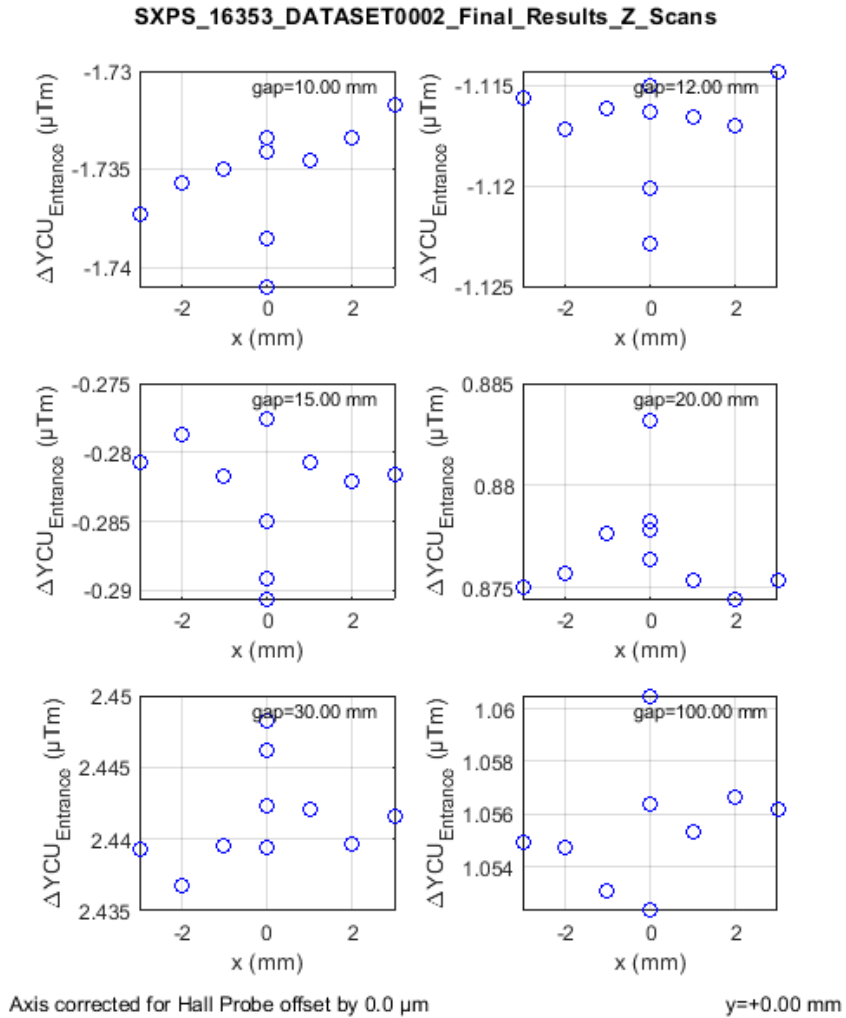 SXPS_16353_DATASET0002_Final_Results_Z_Scans
-1.73
-1.735
-1.74
ΔYCU_Entrance (µTm)
gap=10.00 mm
-2 0 2
x (mm)
-1.115
-1.12
-1.125
ΔYCU_Entrance (µTm)
gap=12.00 mm
-2 0 2
x (mm)
-0.275
-0.28
-0.285
-0.29
ΔYCU_Entrance (µTm)
gap=15.00 mm
-2 0 2
x (mm)
0.885
0.88
0.875
ΔYCU_Entrance (µTm)
gap=20.00 mm
-2 0 2
x (mm)
2.45
2.445
2.44
2.435
ΔYCU_Entrance (µTm)
gap=30.00 mm
-2 0 2
x (mm)
1.06
1.058
1.056
1.054
ΔYCU_Entrance (µTm)
gap=100.00 mm
-2 0 2
x (mm)
Axis corrected for Hall Probe offset by 0.0 µm
y=+0.00 mm